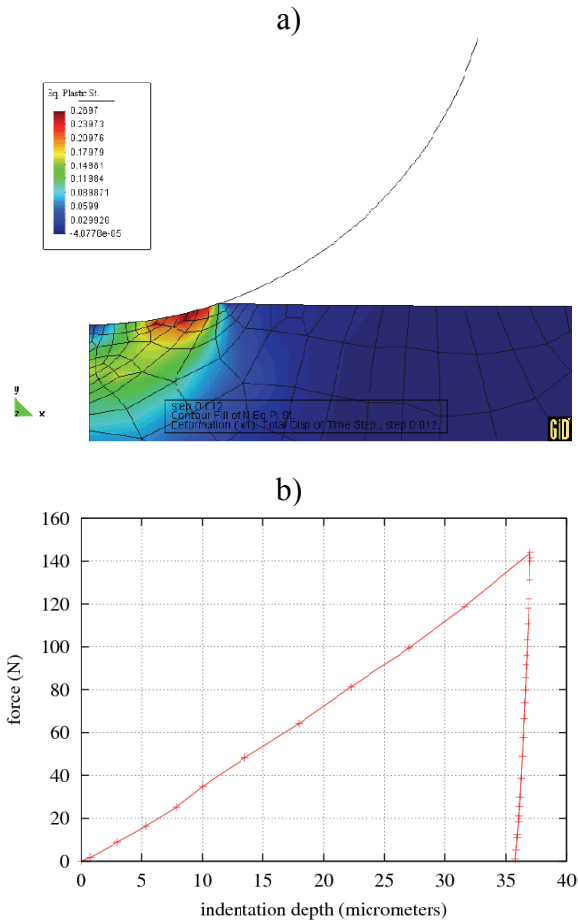 a)
Eq. Plastic St.
0.2697
0.23973
0.20976
0.17979
0.14981
0.11984
0.089871
0.0599
0.029928
-4.0776e-05
y
z x
step 0.012
Contour Fill of N Eq Pl St.
Deformation ( x1): Total Disp of Time Step , step 0.012.
GiD
b)
160
140
120
100
80
60
40
20
0
force (N)
0 5 10 15 20 25 30 35 40
indentation depth (micrometers)